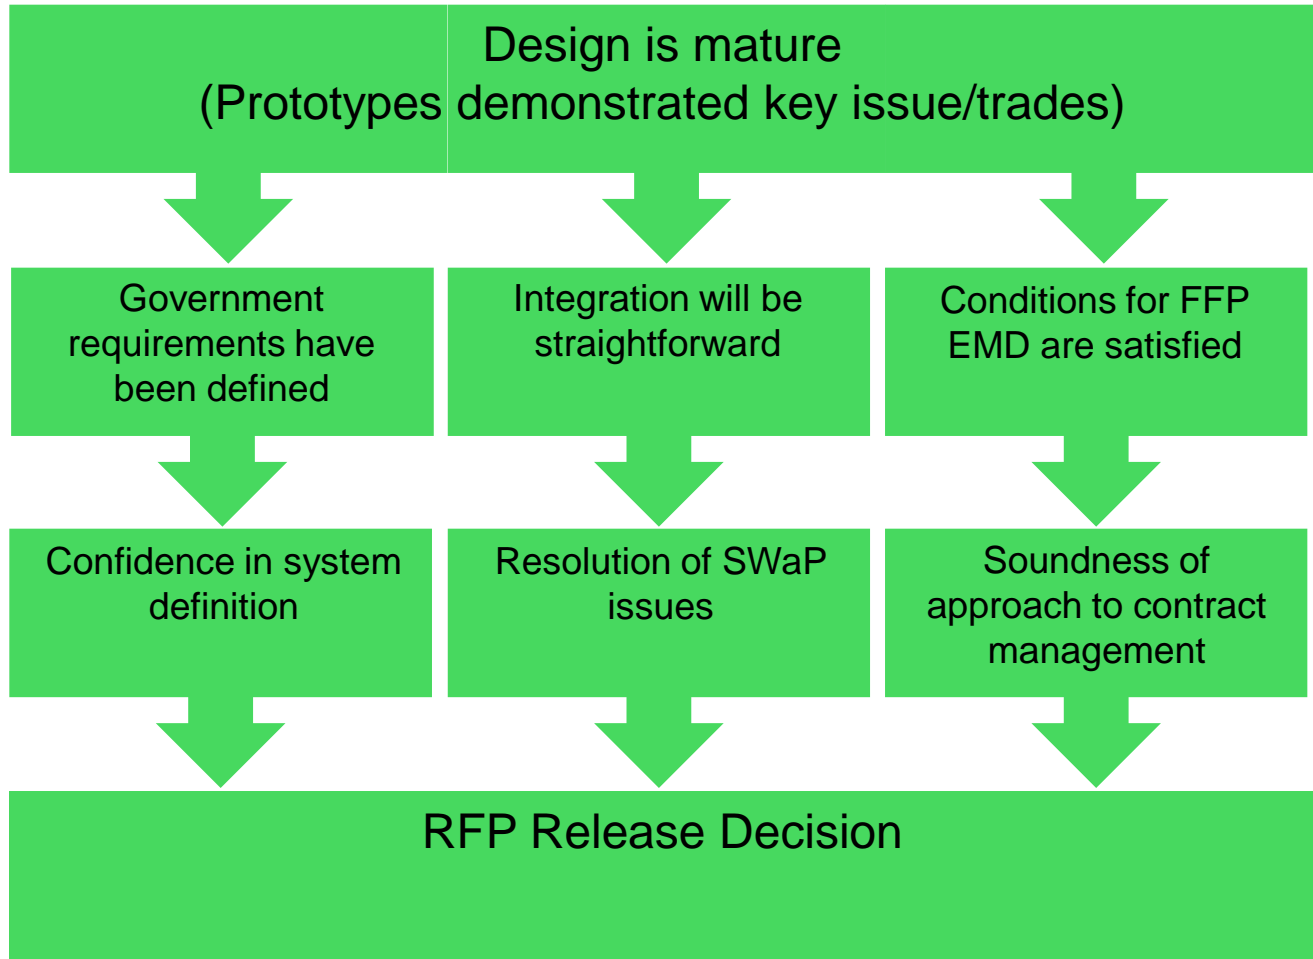 Design is mature
(Prototypes demonstrated key issue/trades)
Government
requirements have
been defined
Integration will be
straightforward
Conditions for FFP
EMD are satisfied
Confidence in system
definition
Resolution of SWaP
issues
Soundness of
approach to contract
management
RFP Release Decision